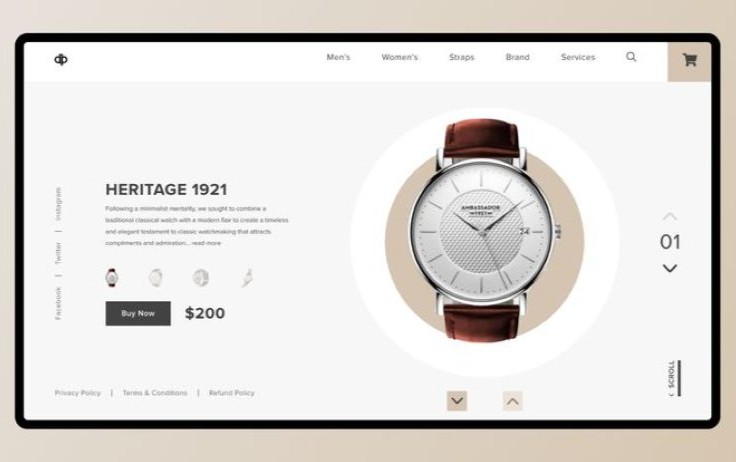 Men's
Women's
Straps
Brand
Services
HERITAGE 1921
Following a minimalist mentality, we sought to combine a
traditional classical watch with a modern flair to create a timeless
and elegant testament to classic watchmaking that attracts
compliments and admiration... read more
Instagram
Twitter
Facebook
Buy Now
$200
AMBASSADOR
1921
24
01
SCROLL
Privacy Policy | Terms & Conditions | Refund Policy